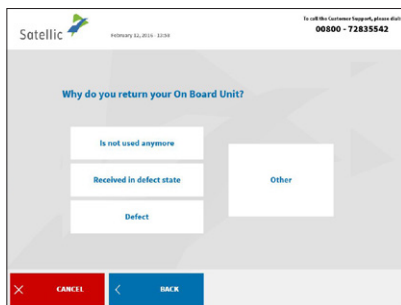 To call the Customer Support, please dial:
00800 - 72835542
Satellic
February 12, 2016 - 12:08
Why do you return your On Board Unit?
Is not used anymore
Received in defect state
Other
Defect
CANCEL
BACK